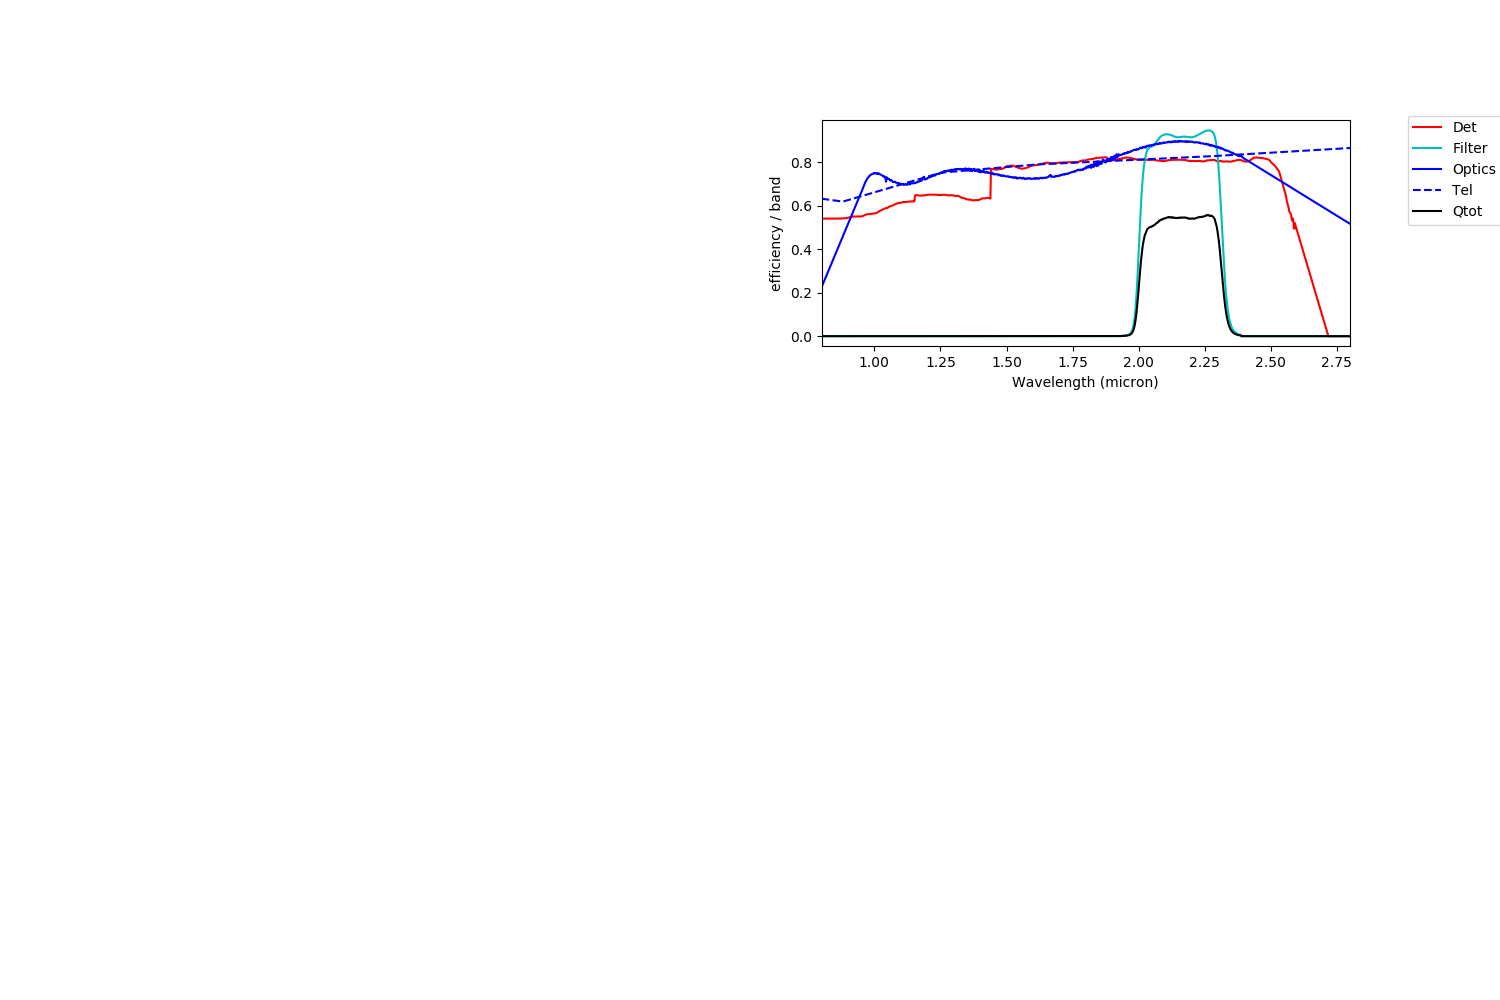 efficiency / band
0.8
0.6
0.4
0.2
0.0
1.00 1.25 1.50 1.75 2.00 2.25 2.50 2.75
Wavelength (micron)
Det
Filter
Optics
Tel
Qtot